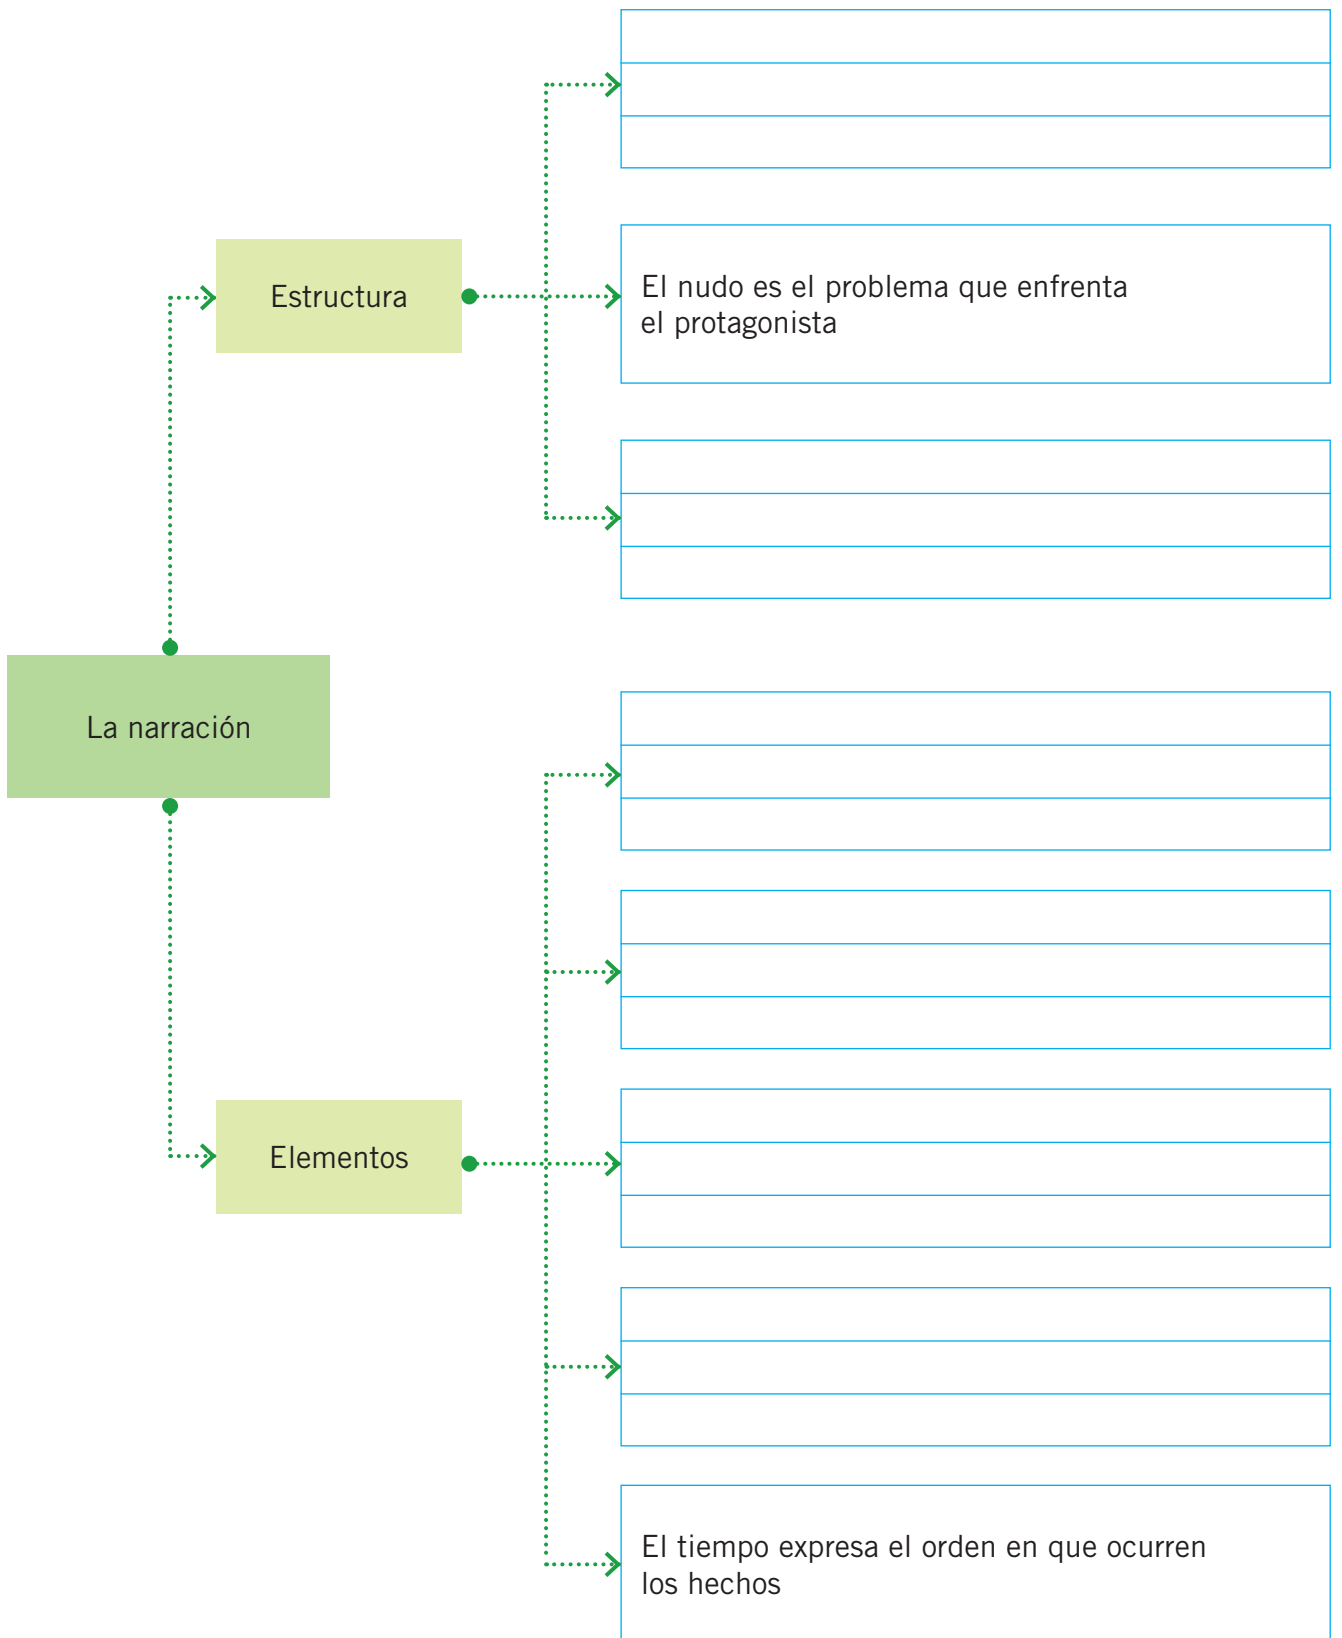 Estructura
El nudo es el problema que enfrenta
el protagonista
La narración
Elementos
El tiempo expresa el orden en que ocurren
los hechos